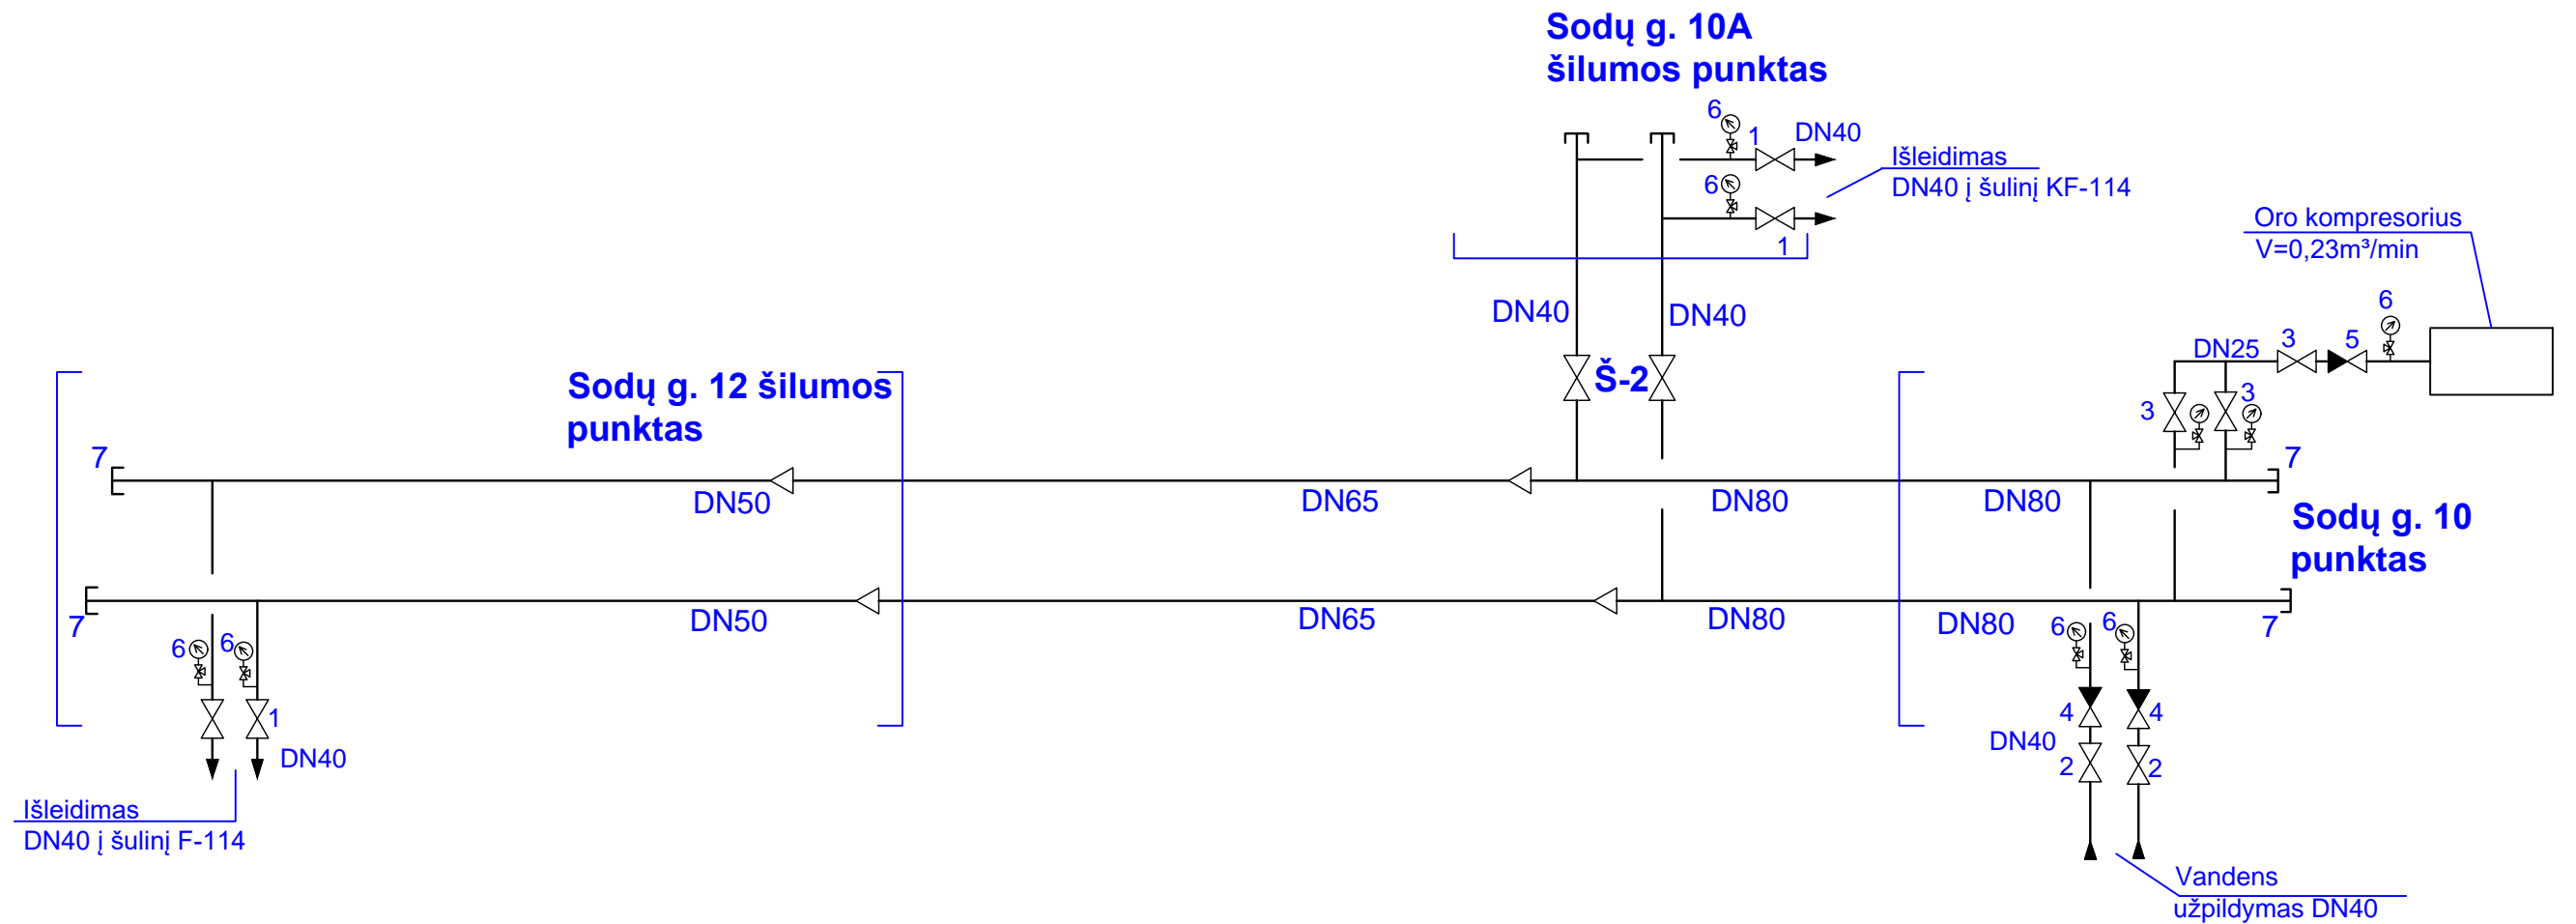 Sodų g. 10A
šilumos punktas
6
1
DN40
Išleidimas
DN40 į šulinį KF-114
6
1
Oro kompresorius
V=0,23m³/min
DN40
DN40
6
DN25
3
5
Š-2
3
3
Sodų g. 12 šilumos
punktas
7
7
DN50
DN65
DN80
DN80
Sodų g. 10
punktas
7
DN50
DN65
DN80
DN80
7
6
6
6
6
1
4
4
DN40
DN40
2
2
Išleidimas
DN40 į šulinį F-114
Vandens
užpildymas DN40